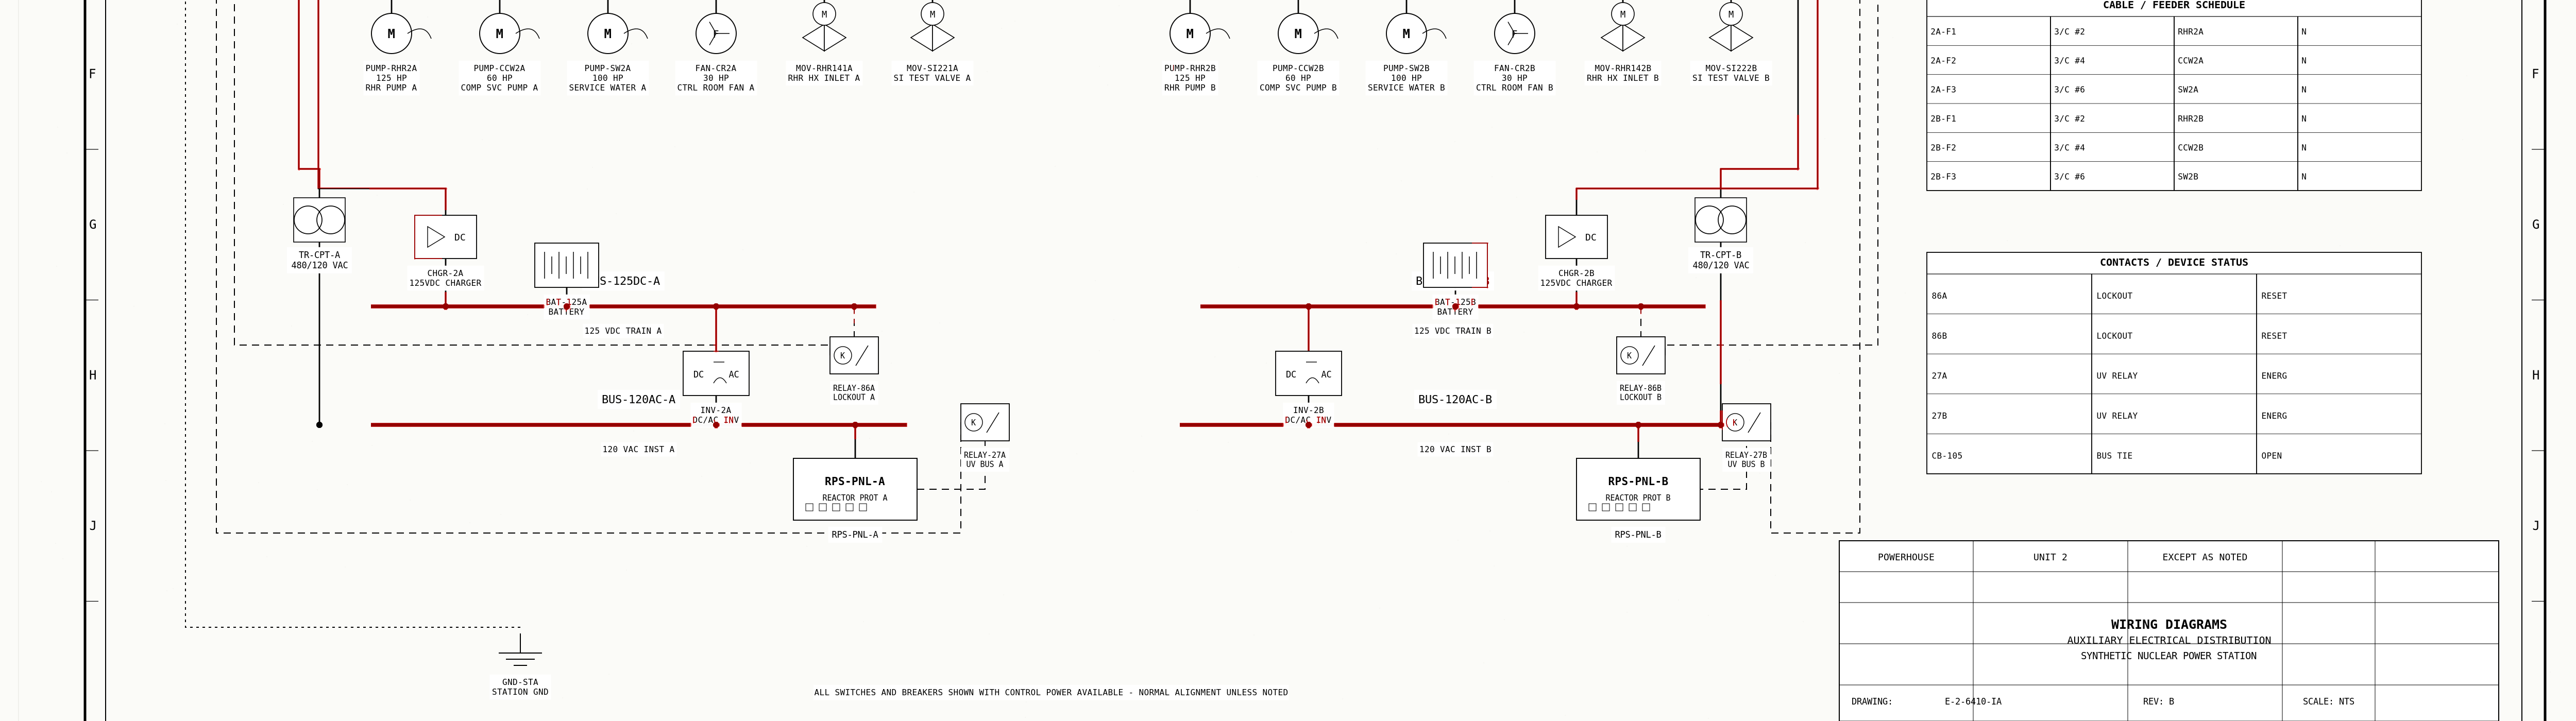 CABLE / FEEDER SCHEDULE
2A-F1 3/C #2 RHR2A N
2A-F2 3/C #4 CCW2A N
2A-F3 3/C #6 SW2A N
2B-F1 3/C #2 RHR2B N
2B-F2 3/C #4 CCW2B N
2B-F3 3/C #6 SW2B N
M M M F M M M M M F M M
PUMP-RHR2A
125 HP
RHR PUMP A
PUMP-CCW2A
60 HP
COMP SVC PUMP A
PUMP-SW2A
100 HP
SERVICE WATER A
FAN-CR2A
30 HP
CTRL ROOM FAN A
MOV-RHR141A
RHR HX INLET A
MOV-SI221A
SI TEST VALVE A
PUMP-RHR2B
125 HP
RHR PUMP B
PUMP-CCW2B
60 HP
COMP SVC PUMP B
PUMP-SW2B
100 HP
SERVICE WATER B
FAN-CR2B
30 HP
CTRL ROOM FAN B
MOV-RHR142B
RHR HX INLET B
MOV-SI222B
SI TEST VALVE B
F
G
H
J
F
G
H
J
TR-CPT-A
480/120 VAC
DC
CHGR-2A
125VDC CHARGER
S-125DC-A
BAT-125A
BATTERY
125 VDC TRAIN A
DC AC
INV-2A
DC/AC INV
K
RELAY-86A
LOCKOUT A
BUS-120AC-A
120 VAC INST A
K
RELAY-27A
UV BUS A
RPS-PNL-A
REACTOR PROT A
RPS-PNL-A
B
BAT-125B
BATTERY
125 VDC TRAIN B
DC
CHGR-2B
125VDC CHARGER
TR-CPT-B
480/120 VAC
DC AC
INV-2B
DC/AC INV
K
RELAY-86B
LOCKOUT B
BUS-120AC-B
120 VAC INST B
K
RELAY-27B
UV BUS B
RPS-PNL-B
REACTOR PROT B
RPS-PNL-B
CONTACTS / DEVICE STATUS
86A LOCKOUT RESET
86B LOCKOUT RESET
27A UV RELAY ENERG
27B UV RELAY ENERG
CB-105 BUS TIE OPEN
GND-STA
STATION GND
ALL SWITCHES AND BREAKERS SHOWN WITH CONTROL POWER AVAILABLE - NORMAL ALIGNMENT UNLESS NOTED
POWERHOUSE UNIT 2 EXCEPT AS NOTED
WIRING DIAGRAMS
AUXILIARY ELECTRICAL DISTRIBUTION
SYNTHETIC NUCLEAR POWER STATION
DRAWING: E-2-6410-IA REV: B SCALE: NTS